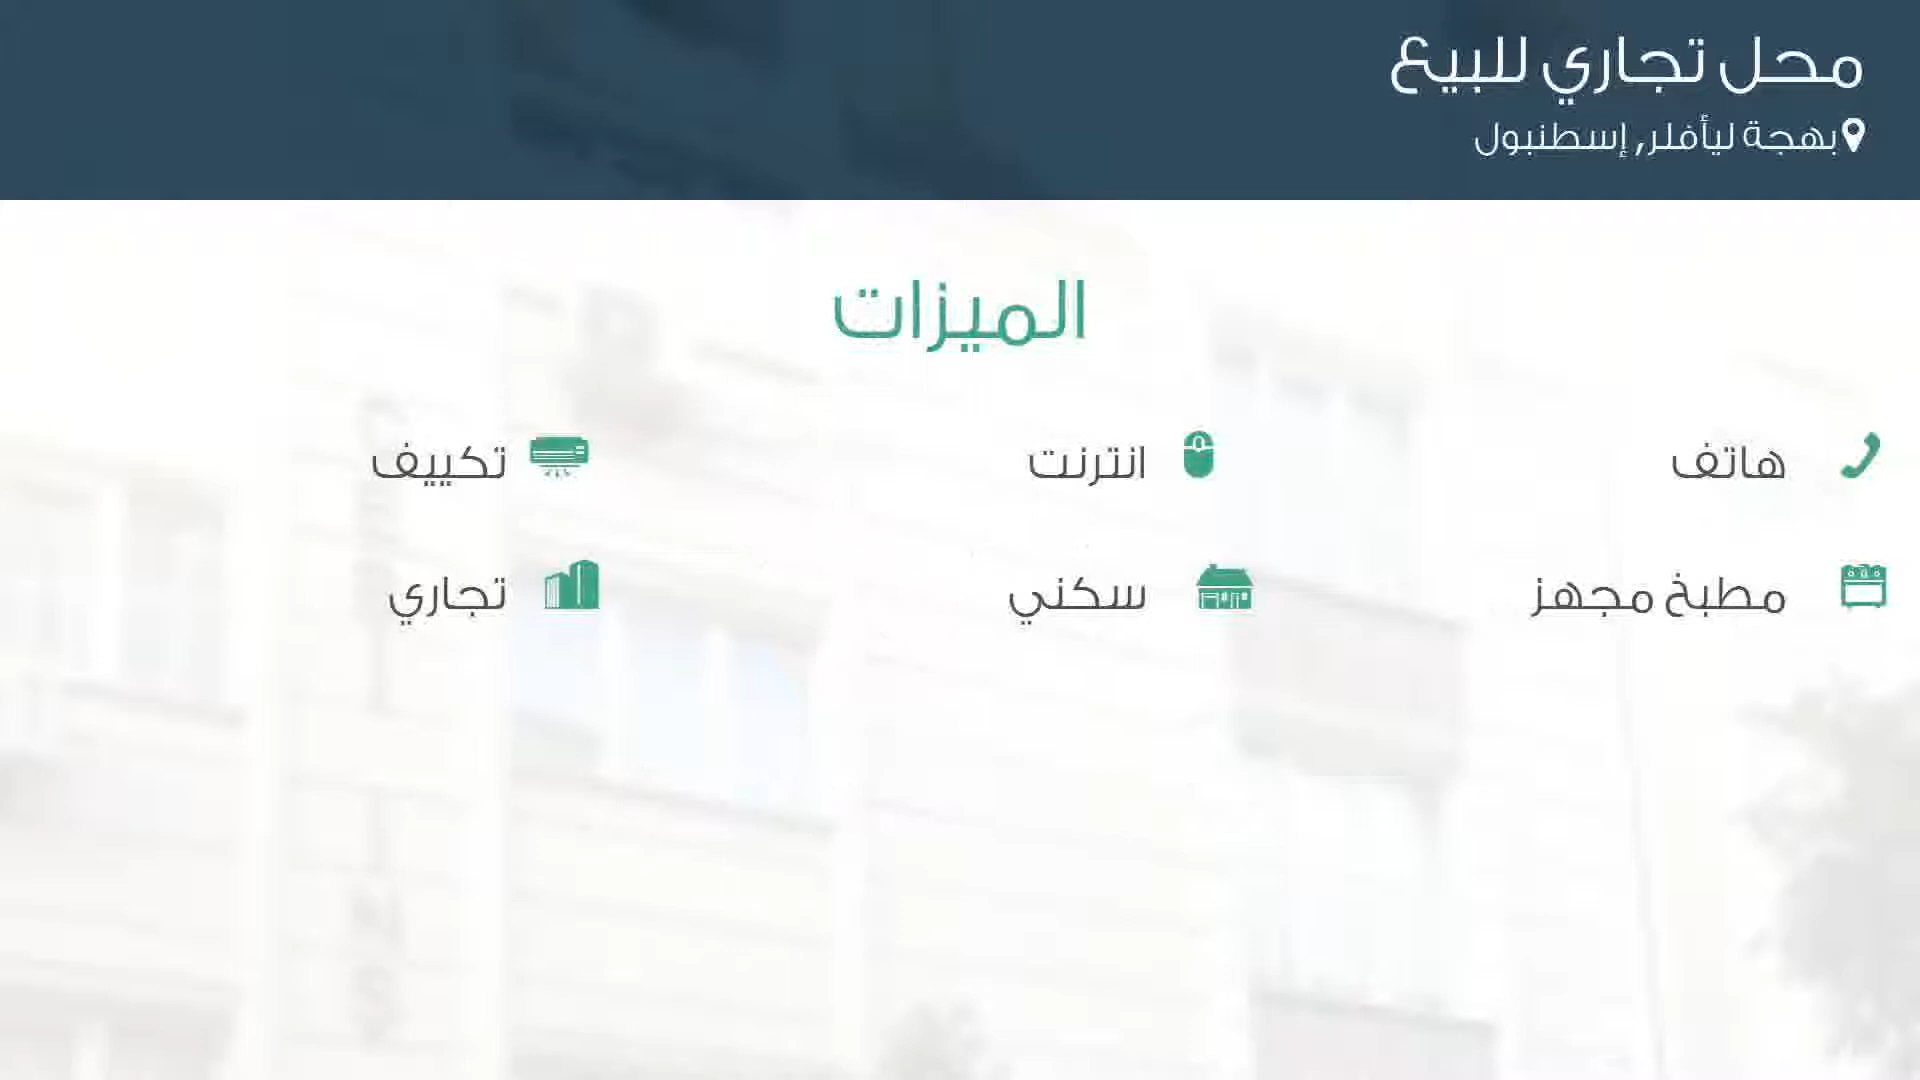 محل تجاري للبيع
بهجة ليأفلر, إسطنبول
الميزات
هاتف
انترنت
تكييف
مطبخ مجهز
سكني
تجاري